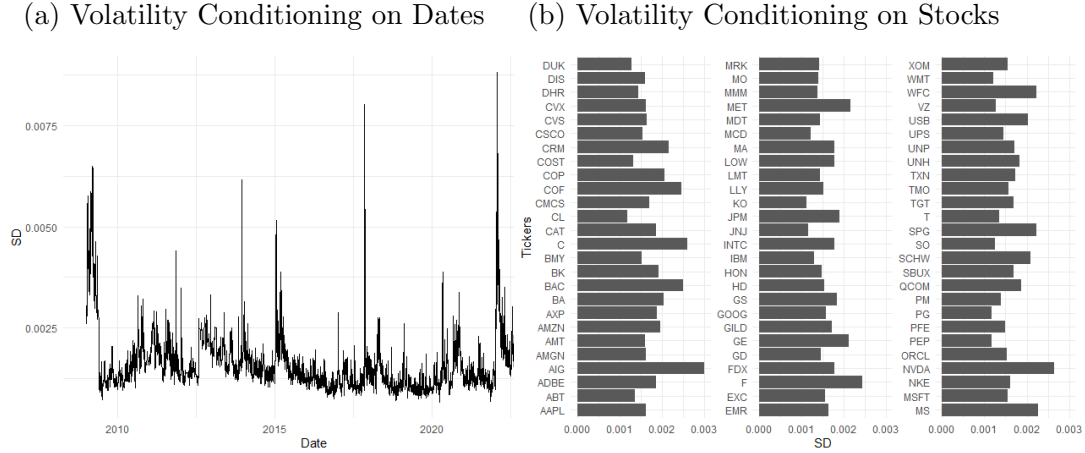 (a) Volatility Conditioning on Dates
(b) Volatility Conditioning on Stocks
0.0075
0.0050
0.0025
SD
2010
2015
2020
Date
Tickers
DUK
DIS
DHR
CVX
CVS
CSCO
CRM
COST
COP
COF
CMCS
CL
CAT
C
BMY
BK
BAC
BA
AXP
AMZN
AMT
AMGN
AIG
ADBE
ABT
AAPL
0.000 0.001 0.002 0.003
MRK
MO
MMM
MET
MDT
MCD
MA
LOW
LMT
LLY
KO
JPM
JNJ
INTC
IBM
HON
HD
GS
GOOG
GILD
GE
GD
FDX
F
EXC
EMR
0.000 0.001 0.002 0.003
XOM
WMT
WFC
VZ
USB
UPS
UNP
UNH
TXN
TMO
TGT
T
SPG
SO
SCHW
SBUX
QCOM
PM
PG
PFE
PEP
ORCL
NVDA
NKE
MSFT
MS
0.000 0.001 0.002 0.003
SD